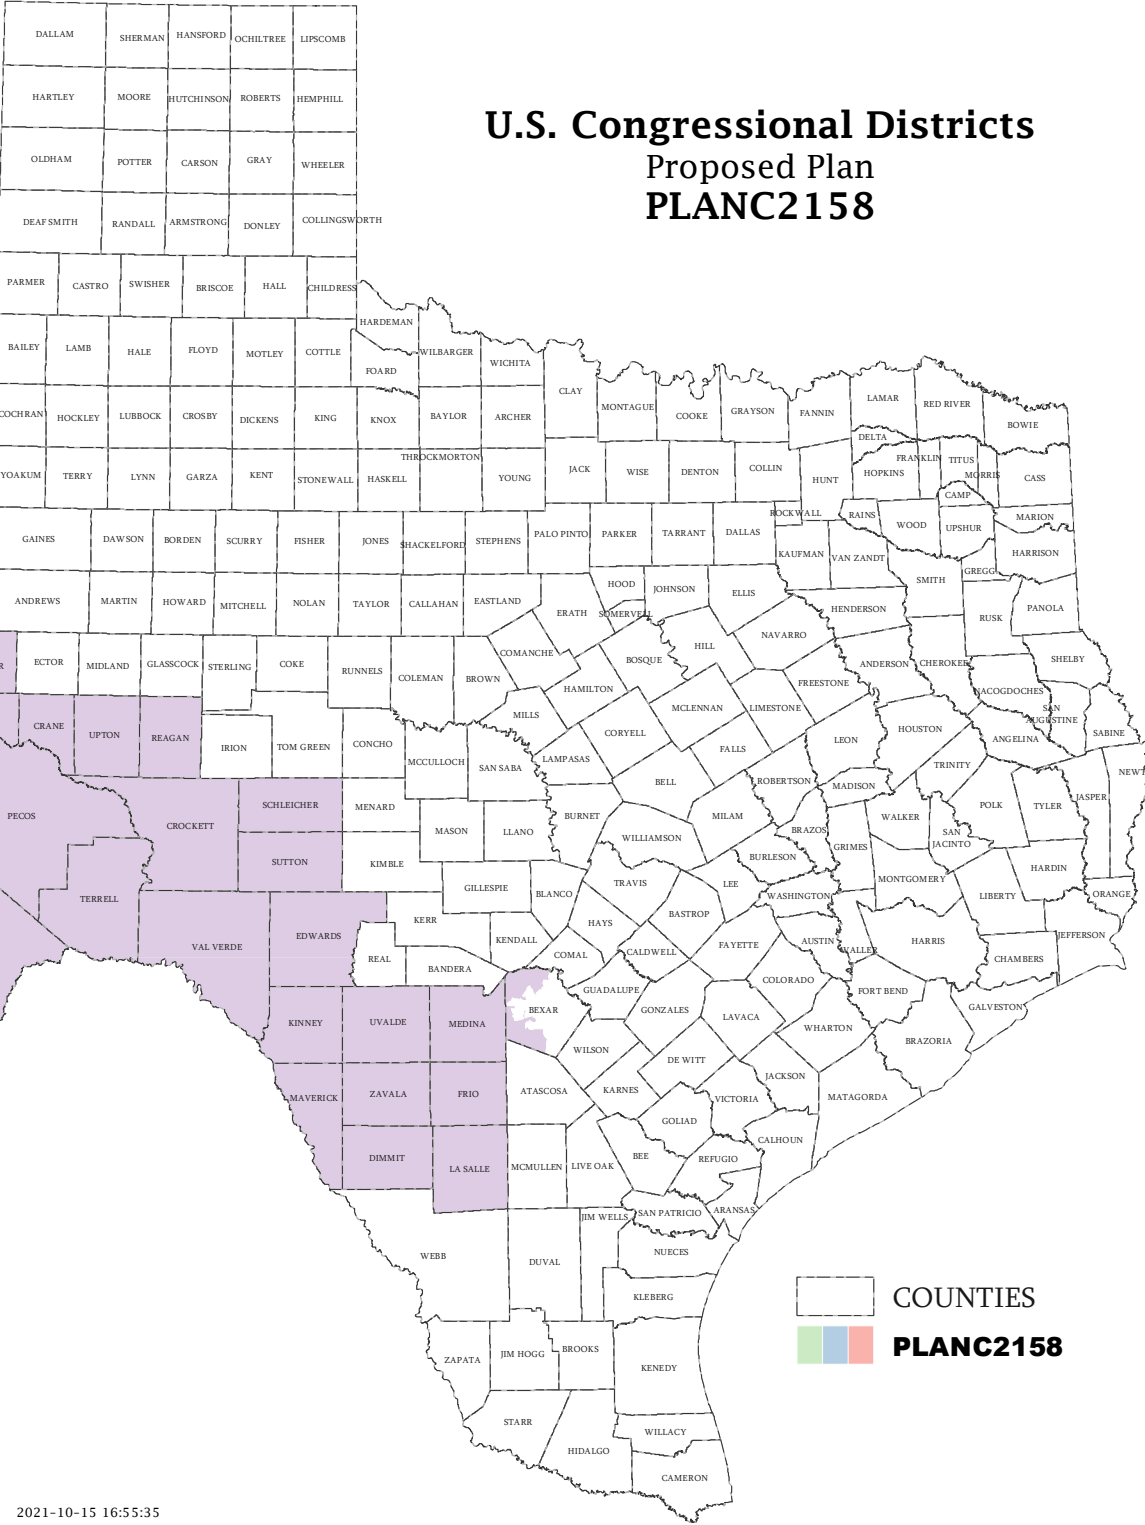 U.S. Congressional Districts
Proposed Plan
PLANC2158
DALLAM SHERMAN HANSFORD OCHILTREE LIPSCOMB
HARTLEY MOORE HUTCHINSON ROBERTS HEMPHILL
OLDHAM POTTER CARSON GRAY WHEELER
DEAF SMITH RANDALL ARMSTRONG DONLEY COLLINGSWORTH
PARMER CASTRO SWISHER BRISCOE HALL CHILDRESS
HARDEMAN
BAILEY LAMB HALE FLOYD MOTLEY COTTLE FOARD WILBARGER WICHITA
CLAY MONTAGUE COOKE GRAYSON FANNIN LAMAR RED RIVER BOWIE
COCHRAN HOCKLEY LUBBOCK CROSBY DICKENS KING KNOX BAYLOR ARCHER
DELTA FRANKLIN TITUS MORRIS
YOAKUM TERRY LYNN GARZA KENT STONEWALL HASKELL THROCKMORTON YOUNG JACK WISE DENTON COLLIN HUNT HOPKINS CAMP CASS
ROCKWALL RAINS WOOD UPSHUR MARION
GAINES DAWSON BORDEN SCURRY FISHER JONES SHACKELFORD STEPHENS PALO PINTO PARKER TARRANT DALLAS KAUFMAN VAN ZANDT HARRISON
SMITH GREGG
ANDREWS MARTIN HOWARD MITCHELL NOLAN TAYLOR CALLAHAN EASTLAND ERATH HOOD SOMERVELL JOHNSON ELLIS HENDERSON RUSK PANOLA
R ECTOR MIDLAND GLASSCOCK STERLING COKE RUNNELS COLEMAN BROWN COMANCHE BOSQUE HILL NAVARRO ANDERSON CHEROKEE SHELBY
HAMILTON MCLENNAN LIMESTONE FREESTONE NACOGDOCHES
SAN
AUGUSTINE
CRANE UPTON REAGAN IRION TOM GREEN CONCHO MILLS CORYELL FALLS LEON HOUSTON ANGELINA SABINE
MCCULLOCH SAN SABA LAMPASAS BELL ROBERTSON MADISON TRINITY NEWT
PECOS CROCKETT SCHLEICHER MENARD MASON LLANO BURNET WILLIAMSON MILAM BRAZOS WALKER POLK TYLER JASPER
SAN
JACINTO
SUTTON KIMBLE GRIMES BURLESON HARDIN
TERRELL GILLESPIE BLANCO TRAVIS LEE WASHINGTON MONTGOMERY LIBERTY ORANGE
VAL VERDE EDWARDS KERR KENDALL HAYS BASTROP FAYETTE AUSTIN WALLER HARRIS JEFFERSON
REAL BANDERA COMAL CALDWELL COLORADO CHAMBERS
KINNEY UVALDE MEDINA BEXAR GUADALUPE GONZALES LAVACA WHARTON FORT BEND GALVESTON
WILSON DE WITT BRAZORIA
MAVERICK ZAVALA FRIO ATASCOSA KARNES JACKSON VICTORIA MATAGORDA
GOLIAD CALHOUN
DIMMIT LA SALLE MCMULLEN LIVE OAK BEE REFUGIO
JIM WELLS SAN PATRICIO ARANSAS
WEBB DUVAL NUECES
KLEBERG
ZAPATA JIM HOGG BROOKS KENEDY
STARR HIDALGO WILLACY
CAMERON
COUNTIES
PLANC2158
2021-10-15 16:55:35